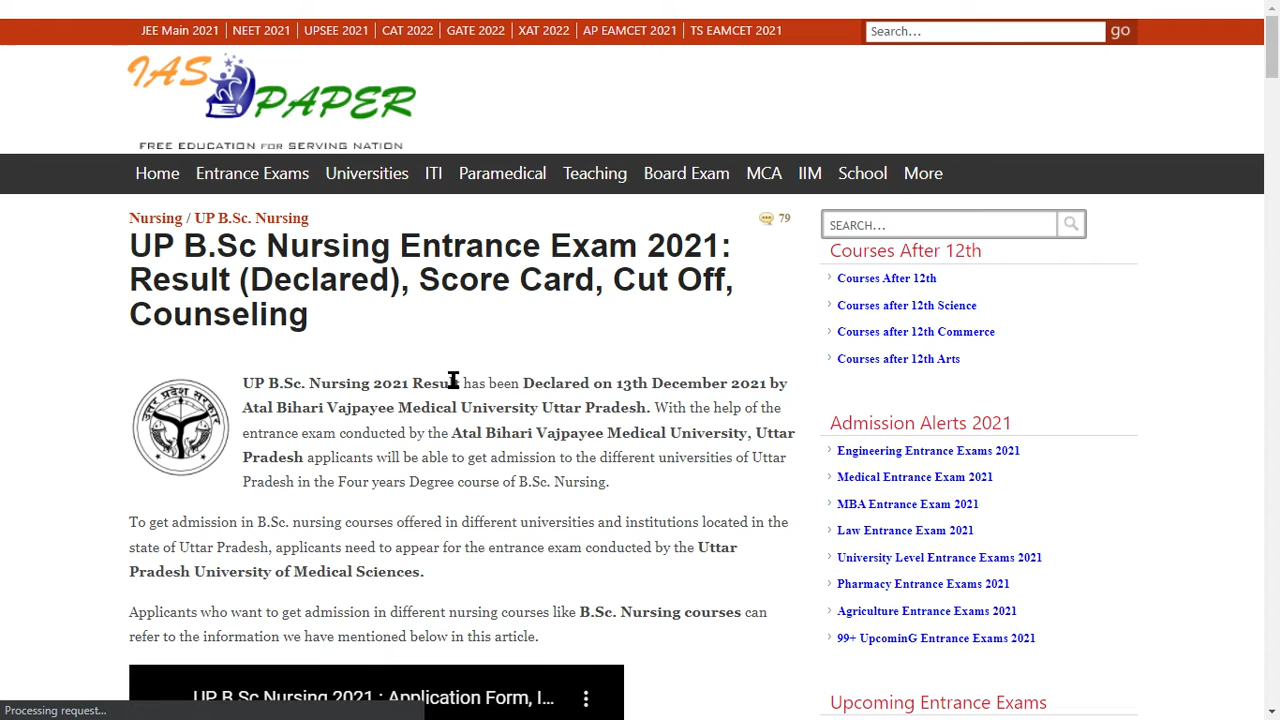 JEE Main 2021 | NEET 2021 | UPSEE 2021 | CAT 2022 | GATE 2022 | XAT 2022 | AP EAMCET 2021 | TS EAMCET 2021
Search...
go
IAS PAPER
FREE EDUCATION FOR SERVING NATION
Home Entrance Exams Universities ITI Paramedical Teaching Board Exam MCA IIM School More
Nursing / UP B.Sc. Nursing
79
UP B.Sc Nursing Entrance Exam 2021:
Result (Declared), Score Card, Cut Off,
Counseling
उत्तर प्रदेश सरकार
UP B.Sc. Nursing 2021 Result has been Declared on 13th December 2021 by
Atal Bihari Vajpayee Medical University Uttar Pradesh. With the help of the
entrance exam conducted by the Atal Bihari Vajpayee Medical University, Uttar
Pradesh applicants will be able to get admission to the different universities of Uttar
Pradesh in the Four years Degree course of B.Sc. Nursing.
To get admission in B.Sc. nursing courses offered in different universities and institutions located in the
state of Uttar Pradesh, applicants need to appear for the entrance exam conducted by the Uttar
Pradesh University of Medical Sciences.
Applicants who want to get admission in different nursing courses like B.Sc. Nursing courses can
refer to the information we have mentioned below in this article.
UP B.Sc Nursing 2021 : Application Form, I...
SEARCH...
Courses After 12th
Courses After 12th
Courses after 12th Science
Courses after 12th Commerce
Courses after 12th Arts
Admission Alerts 2021
Engineering Entrance Exams 2021
Medical Entrance Exam 2021
MBA Entrance Exam 2021
Law Entrance Exam 2021
University Level Entrance Exams 2021
Pharmacy Entrance Exams 2021
Agriculture Entrance Exams 2021
99+ UpcominG Entrance Exams 2021
Upcoming Entrance Exams
Processing request...